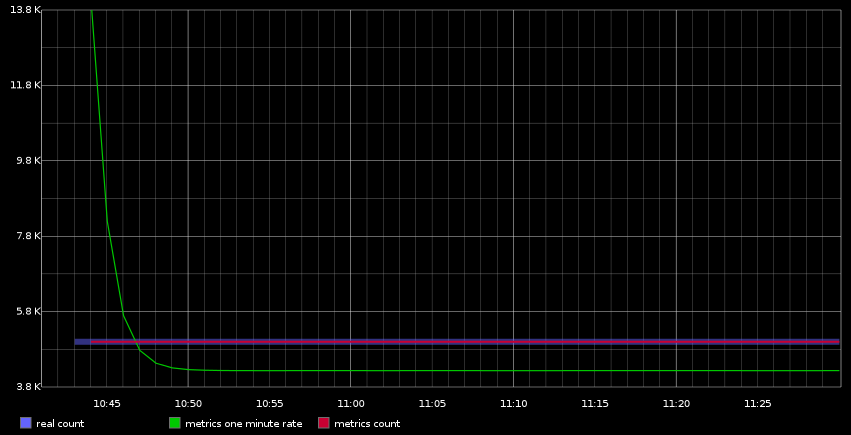 13.8 K
11.8 K
9.8 K
7.8 K
5.8 K
3.8 K
10:45 10:50 10:55 11:00 11:05 11:10 11:15 11:20 11:25
real count metrics one minute rate metrics count